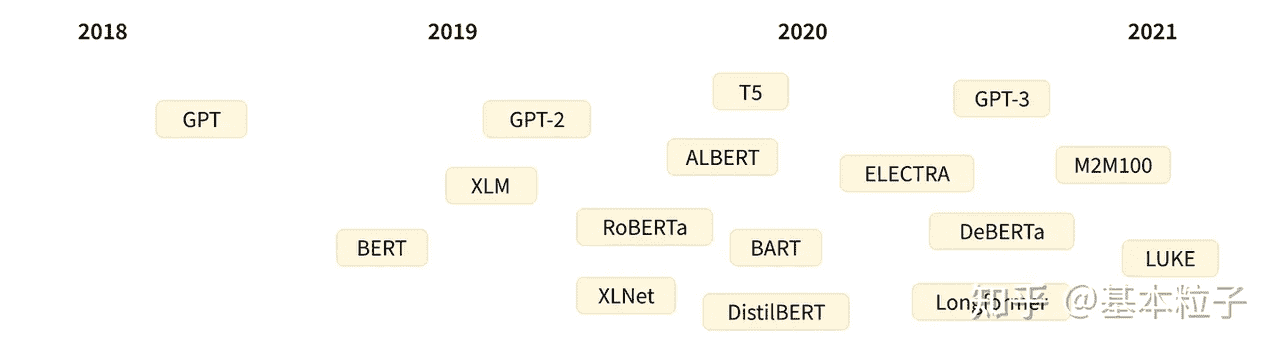 2018 2019 2020 2021
T5
GPT-3
GPT
GPT-2
ALBERT
M2M100
ELECTRA
XLM
RoBERTa
DeBERTa
BERT
BART
LUKE
XLNet
Longformer
DistilBERT
知乎 @基本粒子